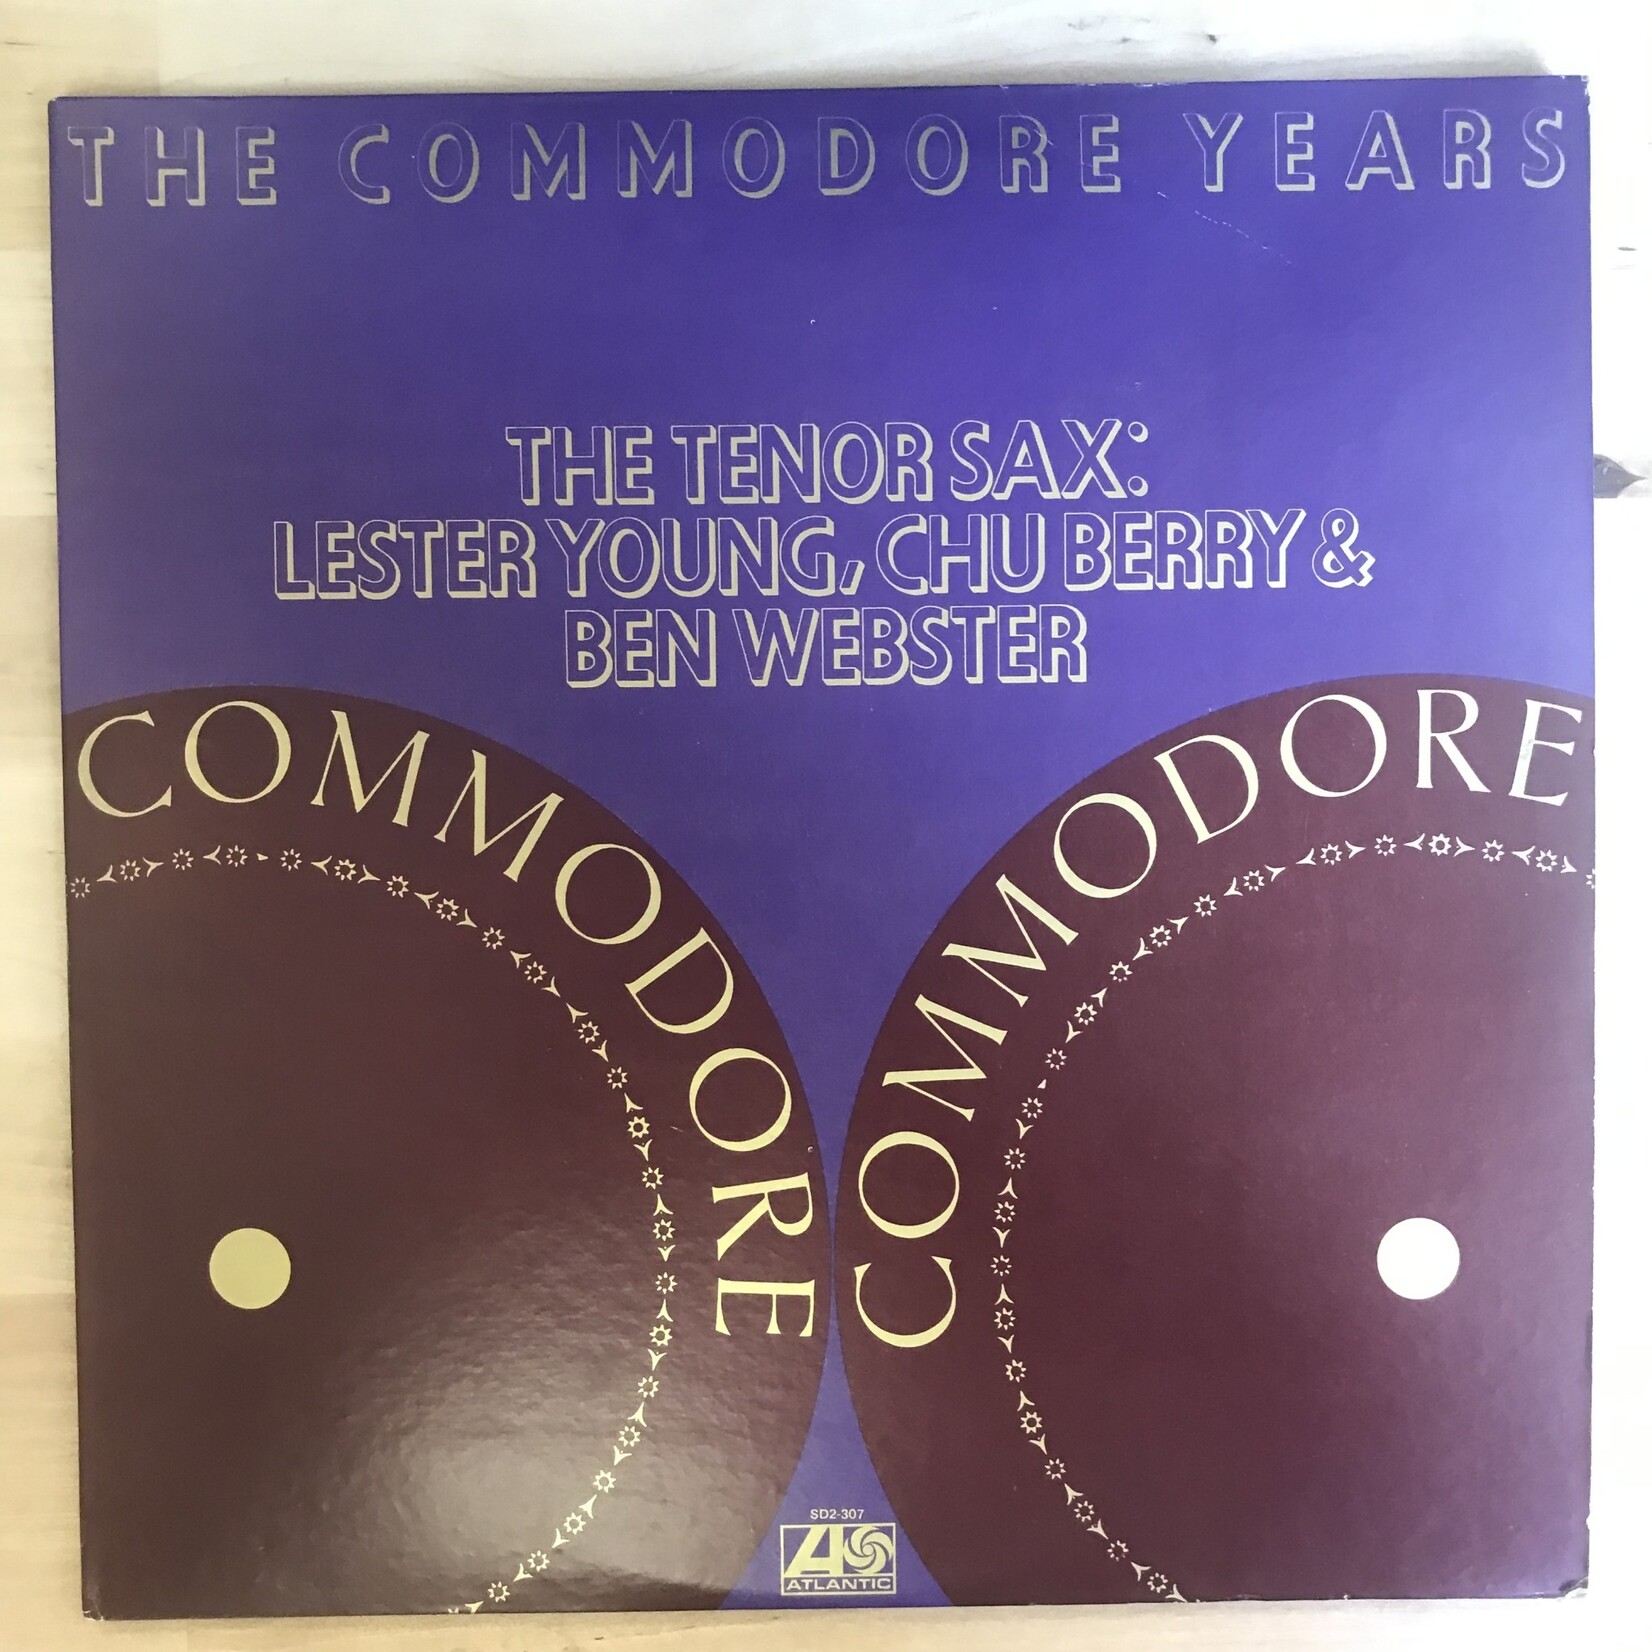 THE COMMODORE YEARS
THE TENOR SAX:
LESTER YOUNG, CHU BERRY &
BEN WEBSTER
COMMODORE
COMMODORE
SD2-307
ATLANTIC